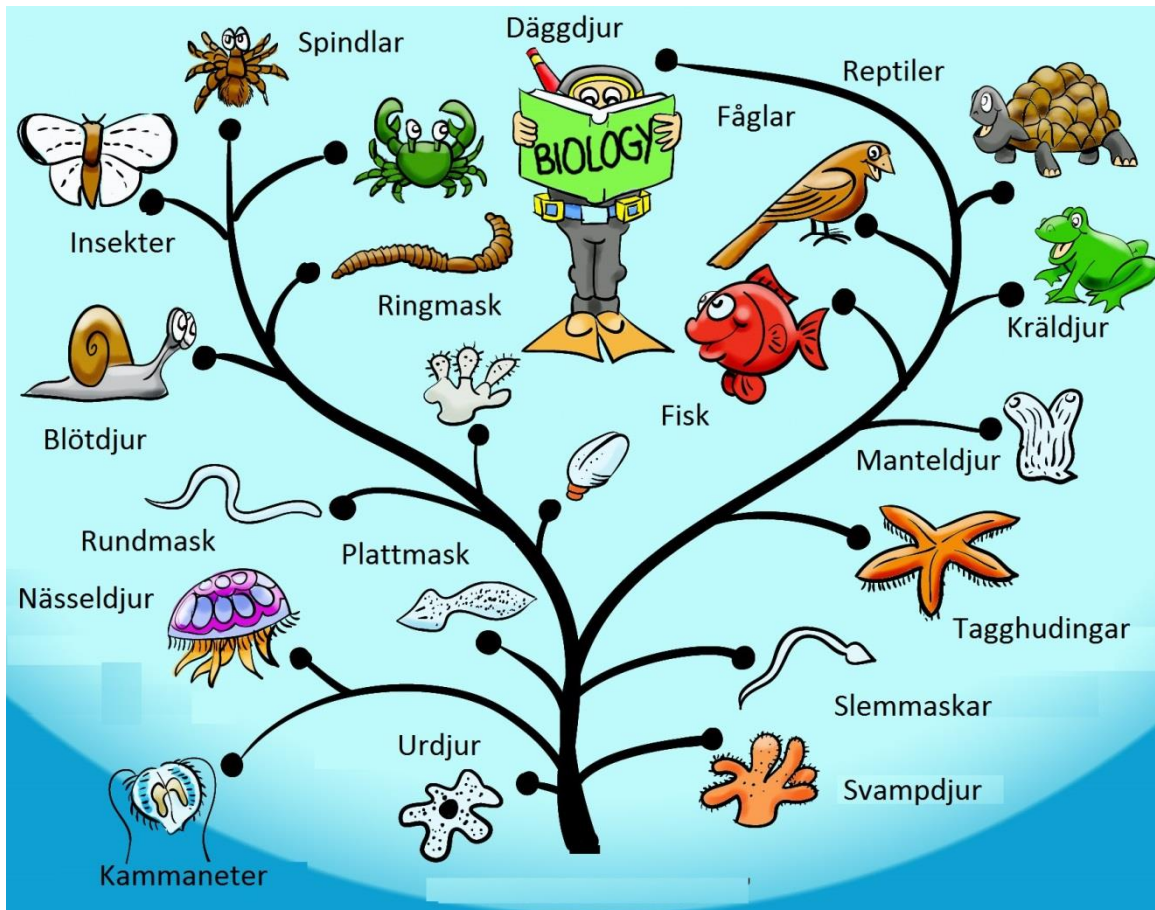 Däggdjur
Spindlar
Reptiler
Fåglar
BIOLOGY
Insekter
Ringmask
Kräldjur
Blötdjur
Fisk
Manteldjur
Rundmask
Plattmask
Nässeldjur
Tagghudingar
Slemmaskar
Urdjur
Svampdjur
Kammaneter